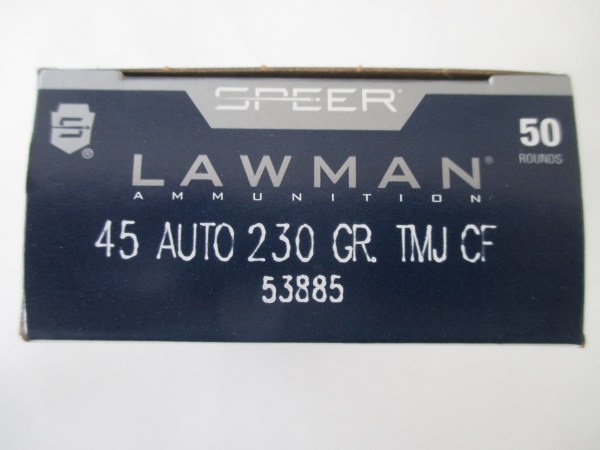 SPEER®
S®
50
ROUNDS
LAWMAN®
AMMUNITION
45 AUTO 230 GR. TMJ CF
53885